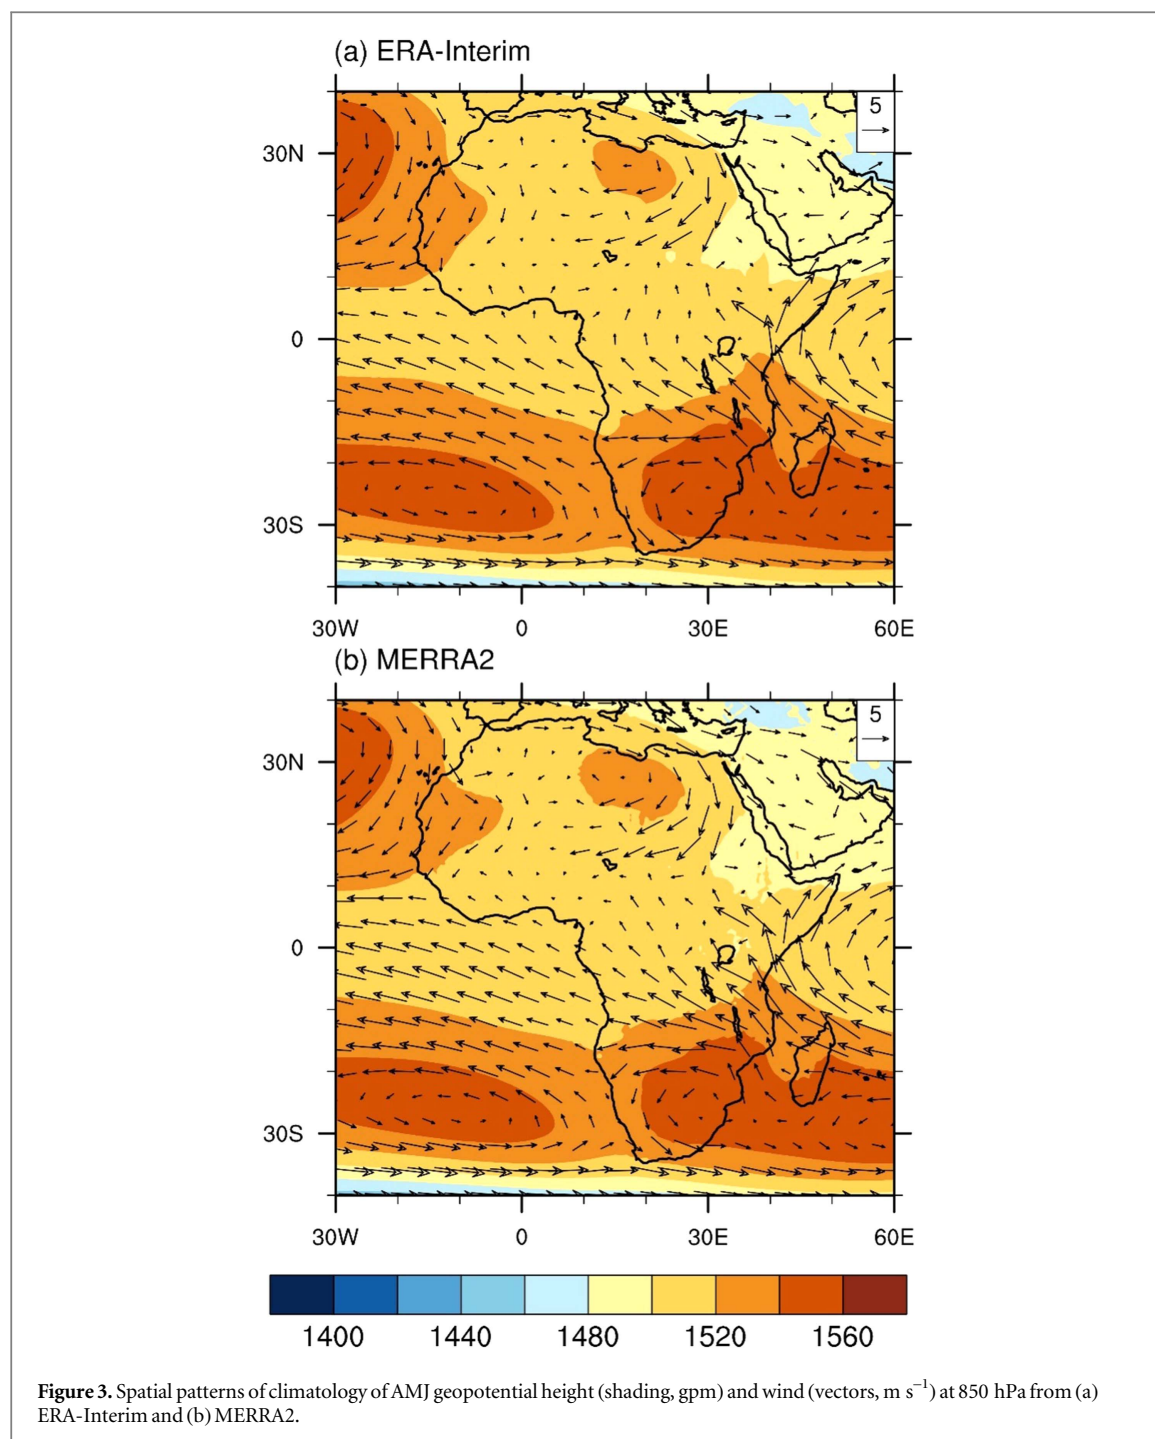 (a) ERA-Interim
5
30N
0
30S
30W 0 30E 60E
(b) MERRA2
5
30N
0
30S
30W 0 30E 60E
1400 1440 1480 1520 1560
Figure 3. Spatial patterns of climatology of AMJ geopotential height (shading, gpm) and wind (vectors, m s⁻¹) at 850 hPa from (a)
ERA-Interim and (b) MERRA2.